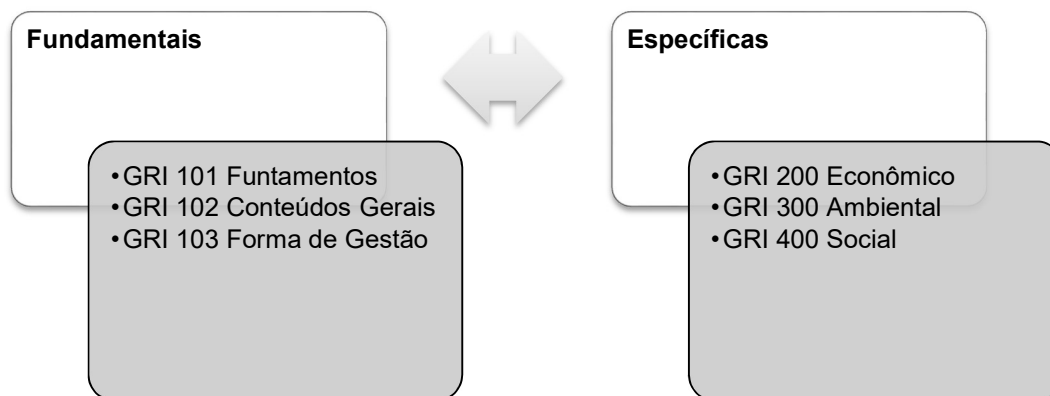 Fundamentais
•GRI 101 Funtamentos
•GRI 102 Conteúdos Gerais
•GRI 103 Forma de Gestão
Específicas
•GRI 200 Econômico
•GRI 300 Ambiental
•GRI 400 Social